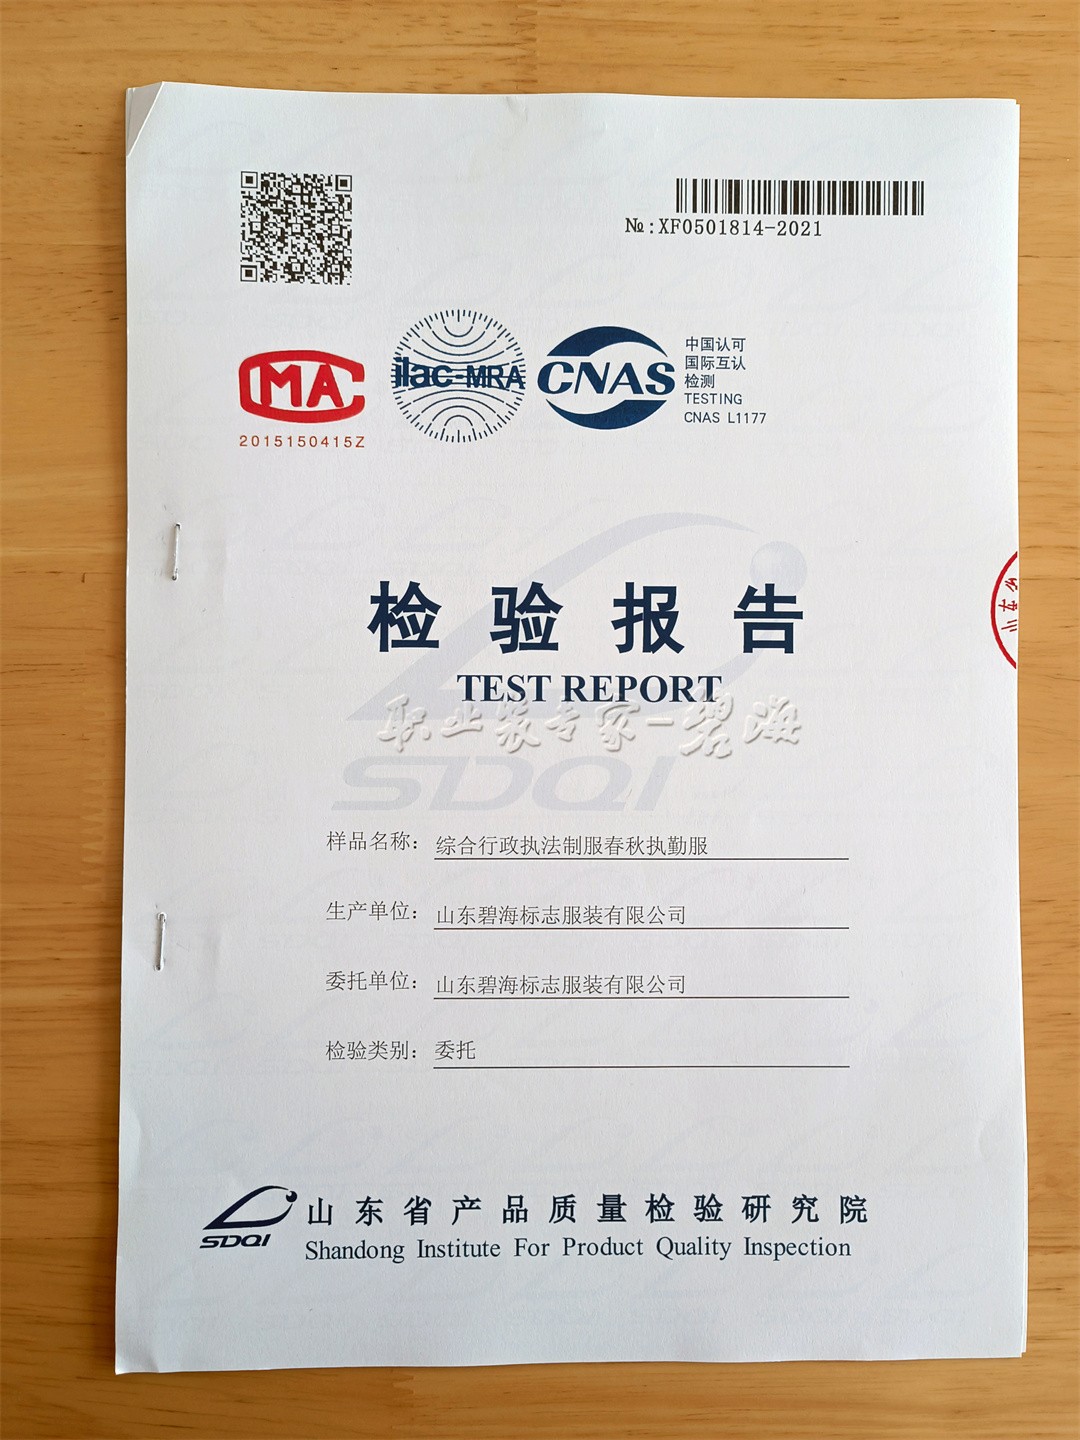 №:XF0501814-2021
MA
2015150415Z
ilac-MRA
CNAS
中国认可
国际互认
检测
TESTING
CNAS L1177
检验报告
TEST REPORT
职业装专家-碧海
SDQI
样品名称: 综合行政执法制服春秋执勤服
生产单位: 山东碧海标志服装有限公司
委托单位: 山东碧海标志服装有限公司
检验类别: 委托
山东省
SDQI
山东省产品质量检验研究院
Shandong Institute For Product Quality Inspection